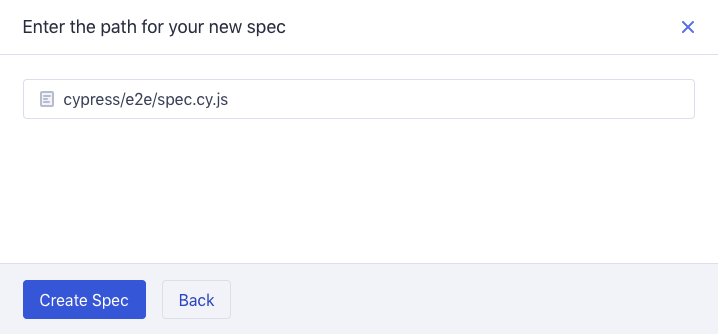 Enter the path for your new spec
cypress/e2e/spec.cy.js
Create Spec
Back